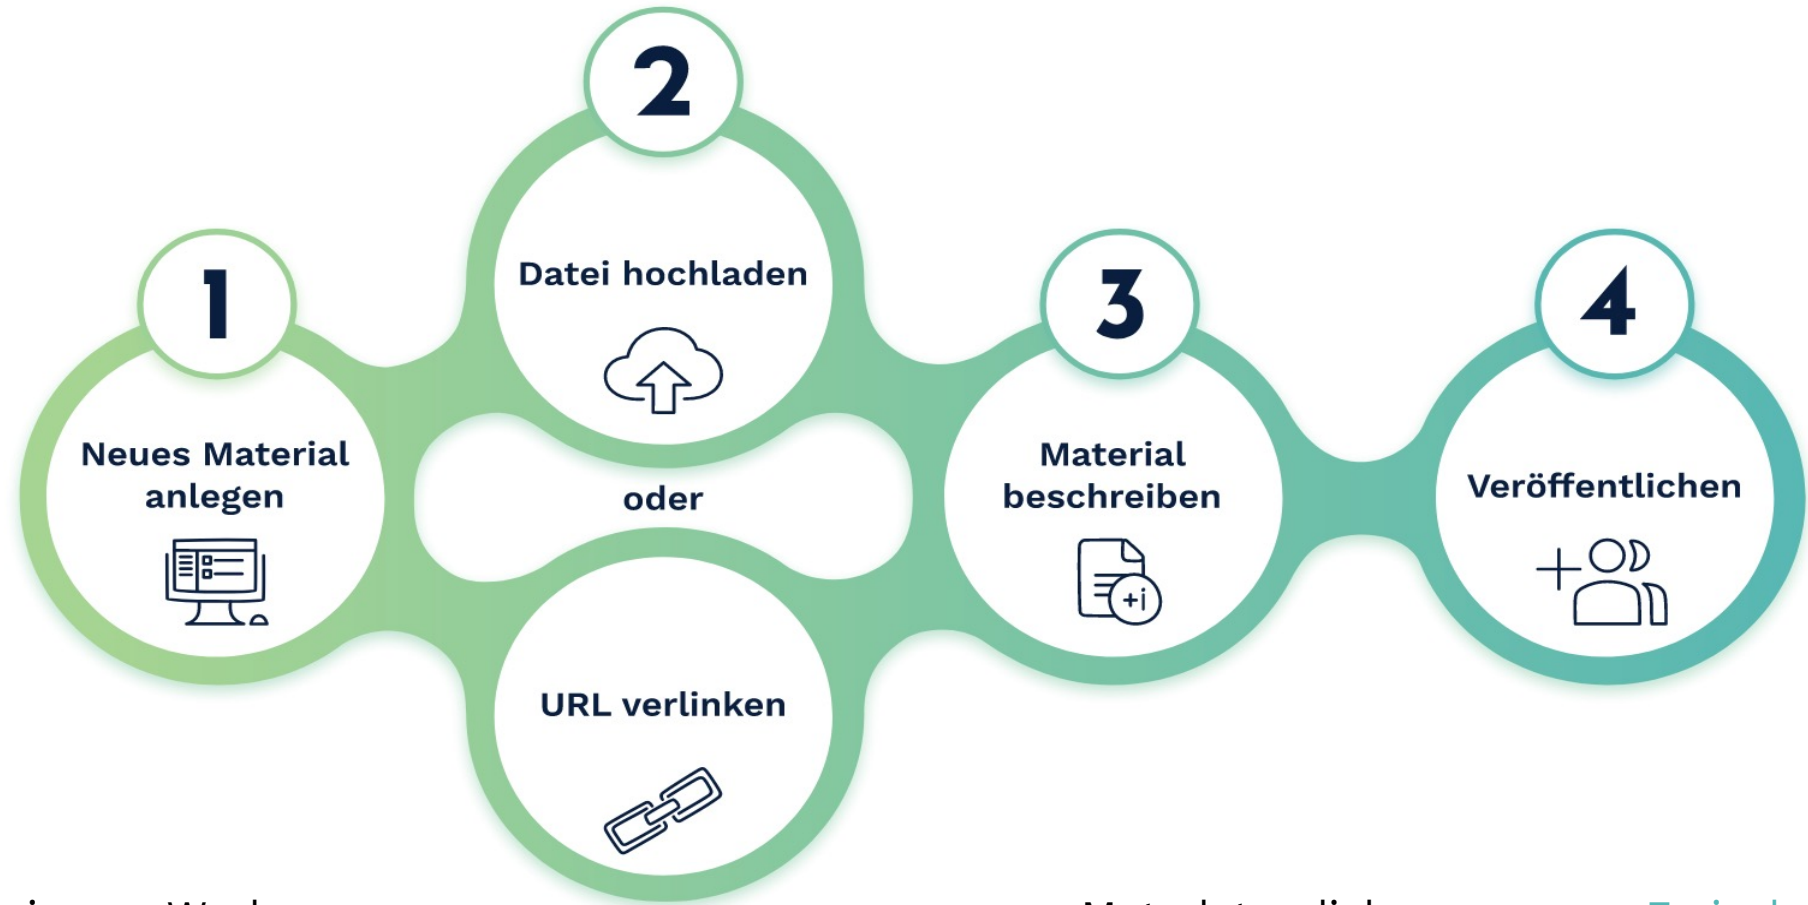 1
Neues Material
anlegen
2
Datei hochladen
oder
URL verlinken
3
Material
beschreiben
+i
4
Veröffentlichen